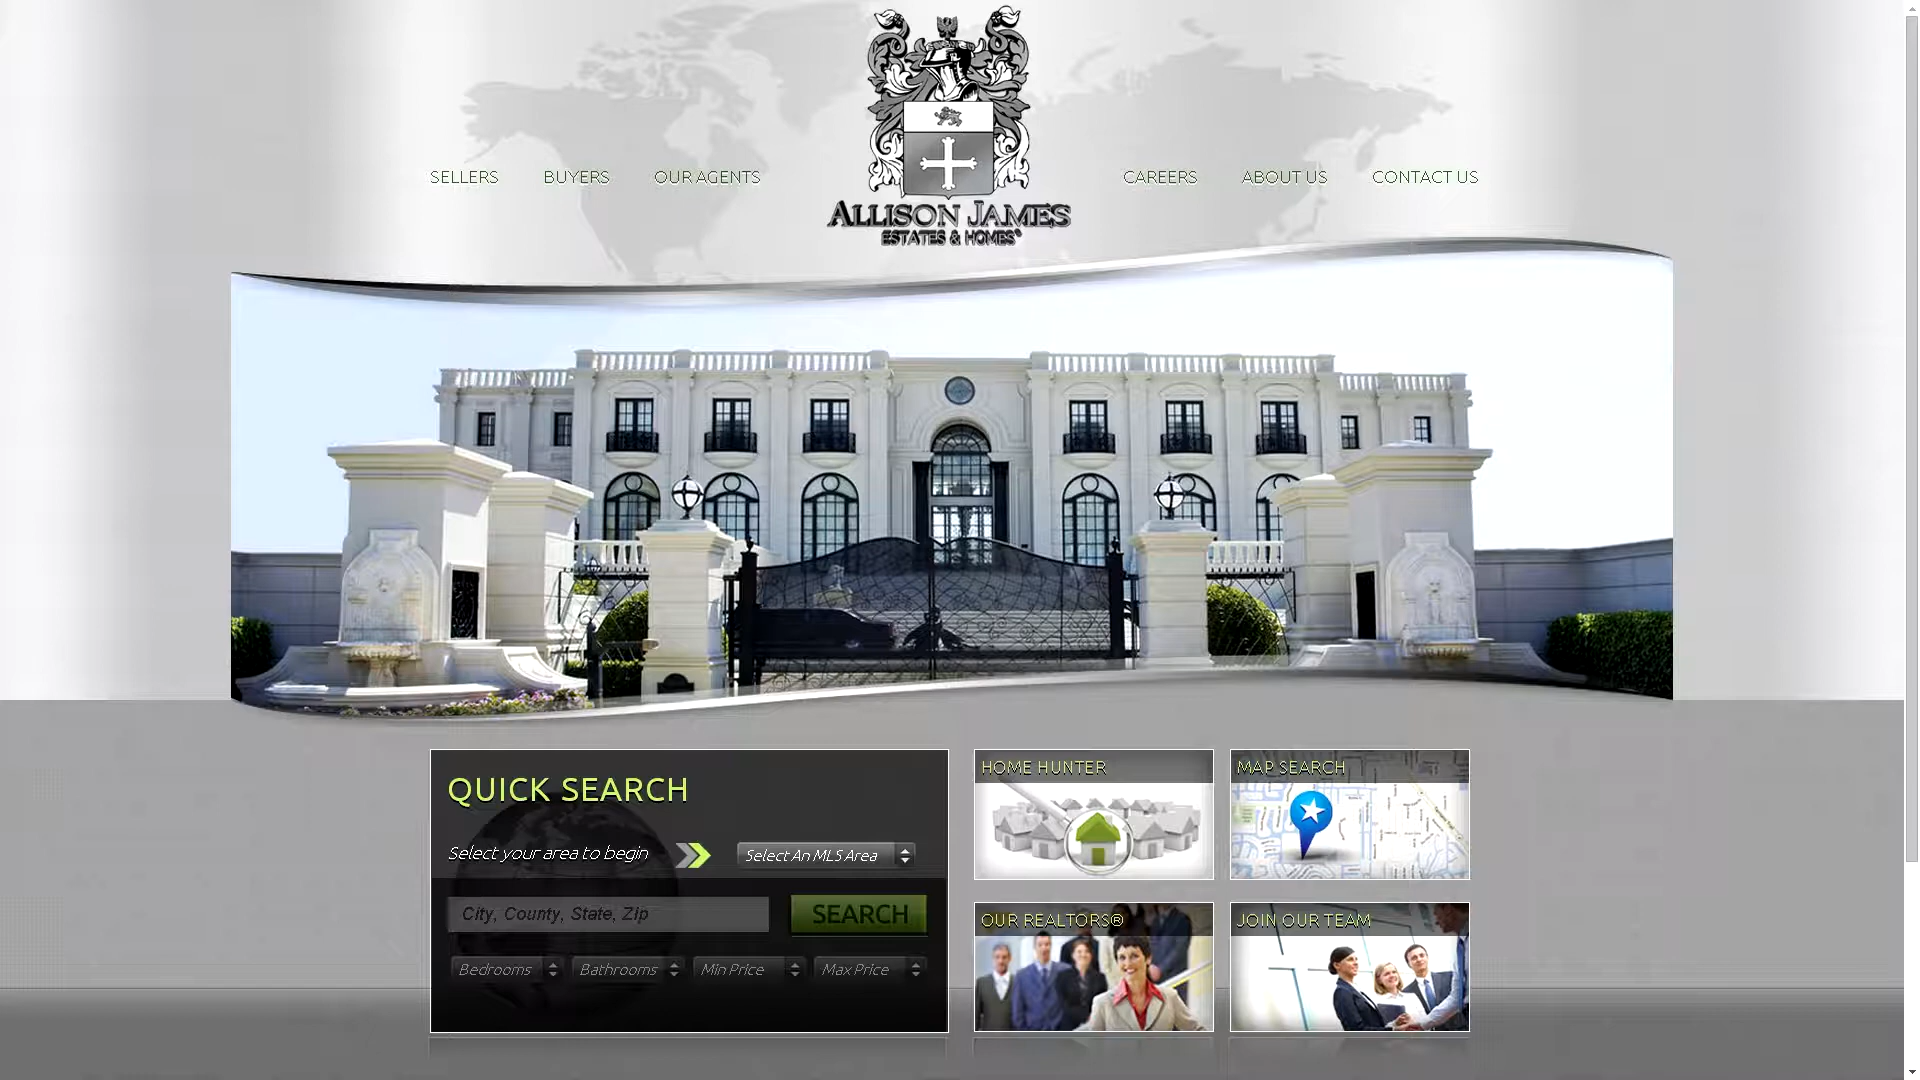 SELLERS
BUYERS
OUR AGENTS
ALLISON JAMES
ESTATES & HOMES®
CAREERS
ABOUT US
CONTACT US
QUICK SEARCH
Select your area to begin
Select An MLS Area
City, County, State, Zip
SEARCH
Bedrooms
Bathrooms
Min Price
Max Price
HOME HUNTER
MAP SEARCH
OUR REALTORS®
JOIN OUR TEAM